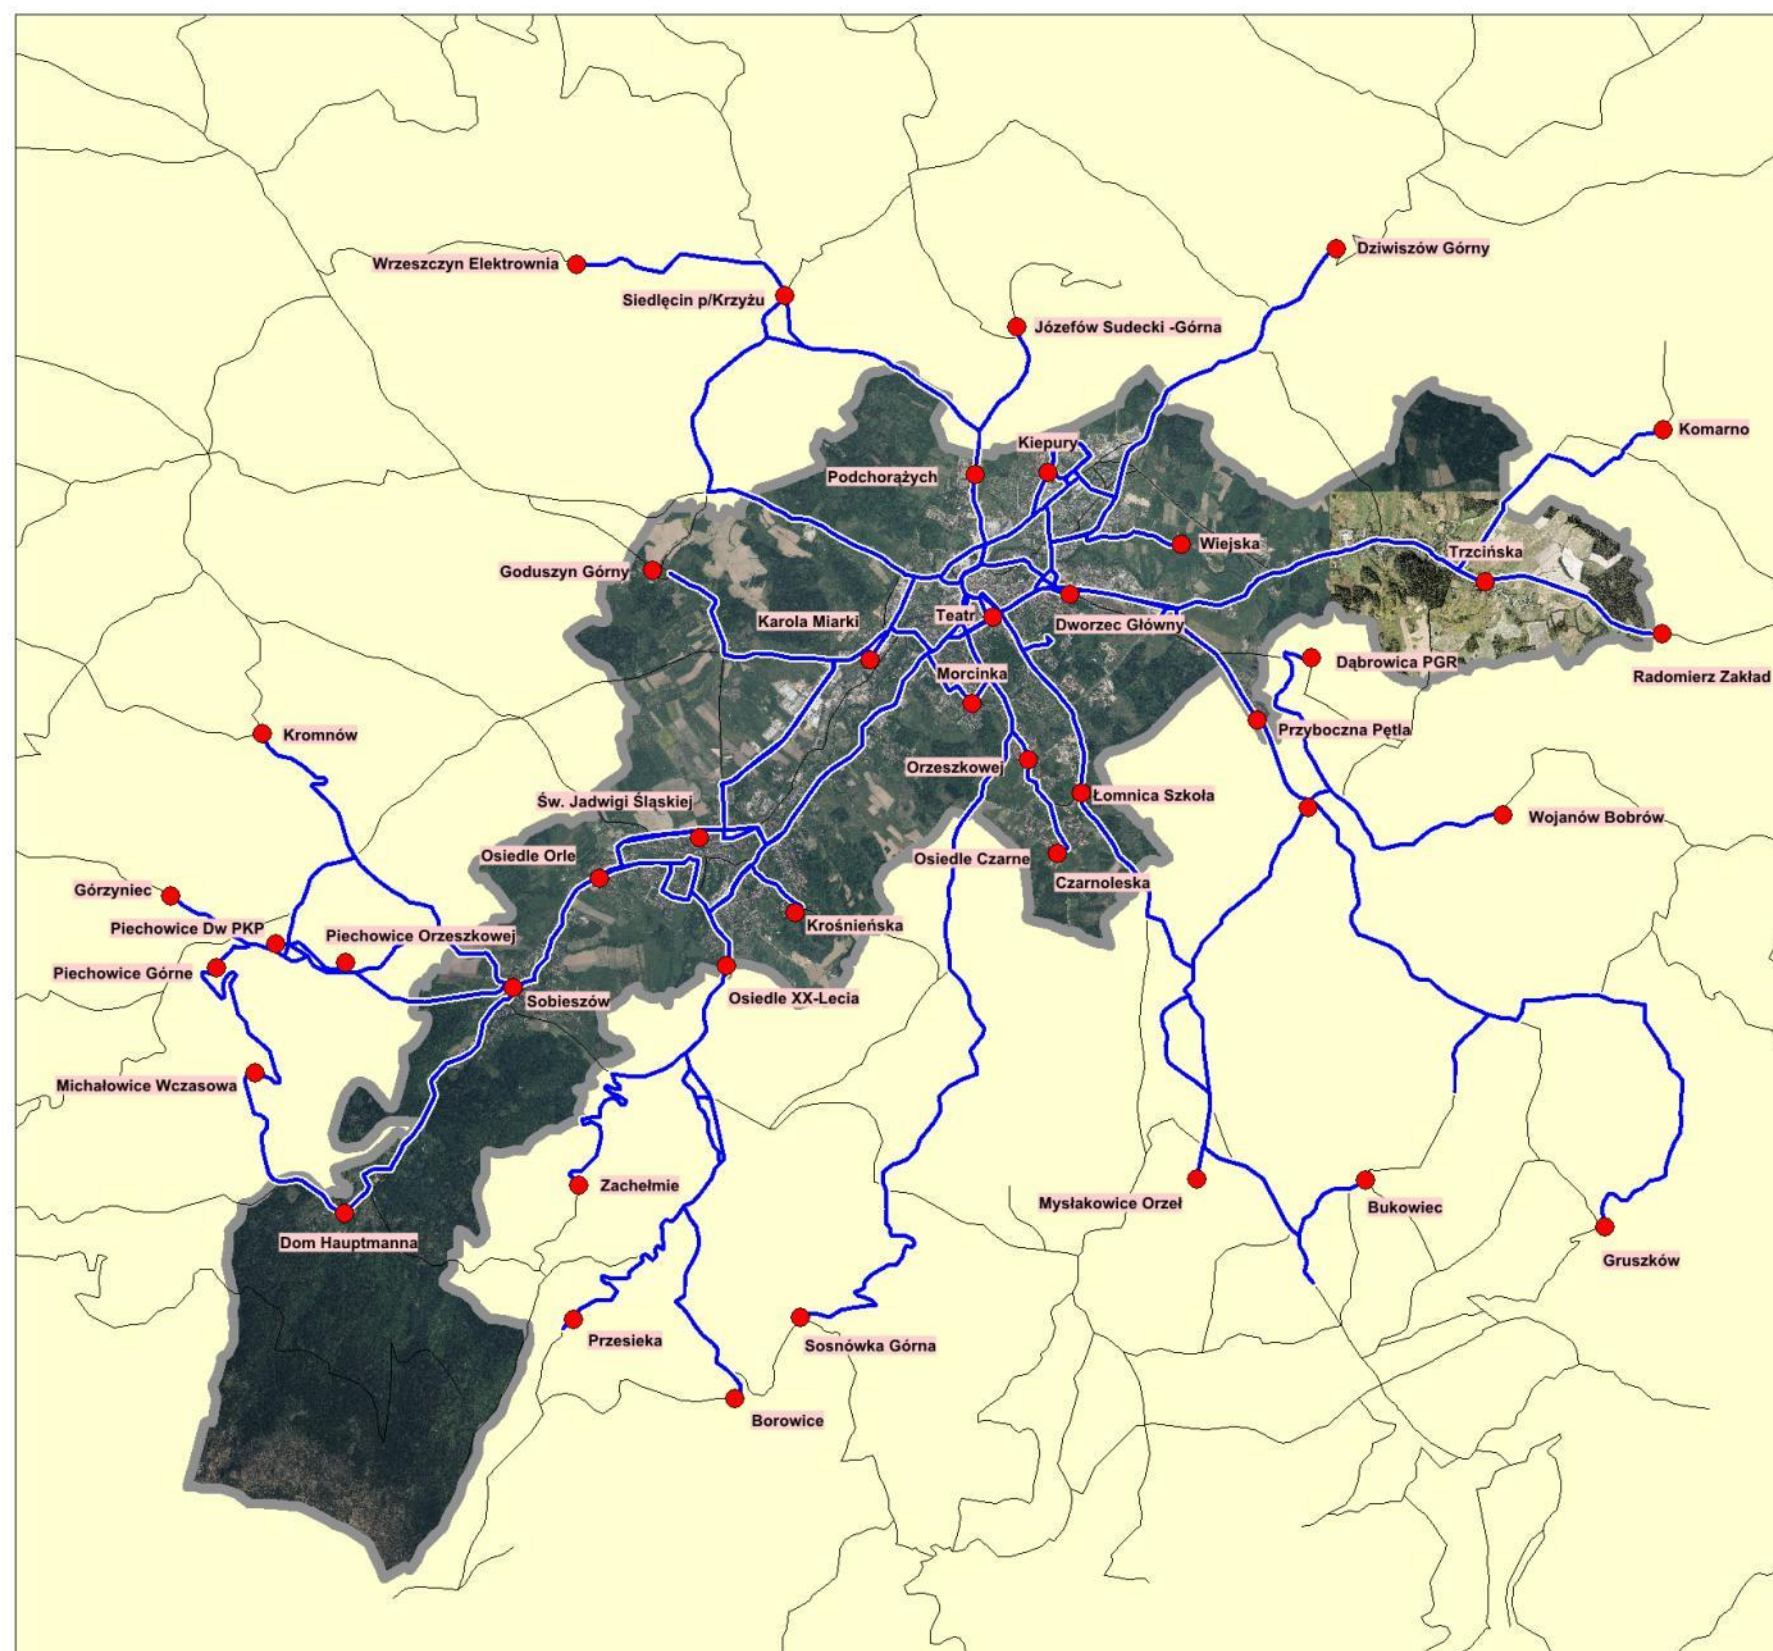 Dziwiszów Górny
Wrzeszczyn Elektrownia
Siedlęcin p/Krzyżu
Józefów Sudecki -Górna
Komarno
Kiepury
Podchorążych
Wiejska
Trzcińska
Goduszyn Górny
Teatr
Karola Miarki
Dworzec Główny
Dąbrowica PGR
Morcinka
Radomierz Zakład
Przyboczna Pętla
Kromnów
Orzeszkowej
Łomnica Szkoła
Św. Jadwigi Śląskiej
Wojanów Bobrów
Osiedle Orle
Osiedle Czarne
Czarnoleska
Górzyniec
Krośnieńska
Piechowice Dw PKP
Piechowice Orzeszkowej
Piechowice Górne
Osiedle XX-Lecia
Sobieszów
Michałowice Wczasowa
Zachełmie
Mysłakowice Orzeł
Bukowiec
Dom Hauptmanna
Gruszków
Przesieka
Sosnówka Górna
Borowice